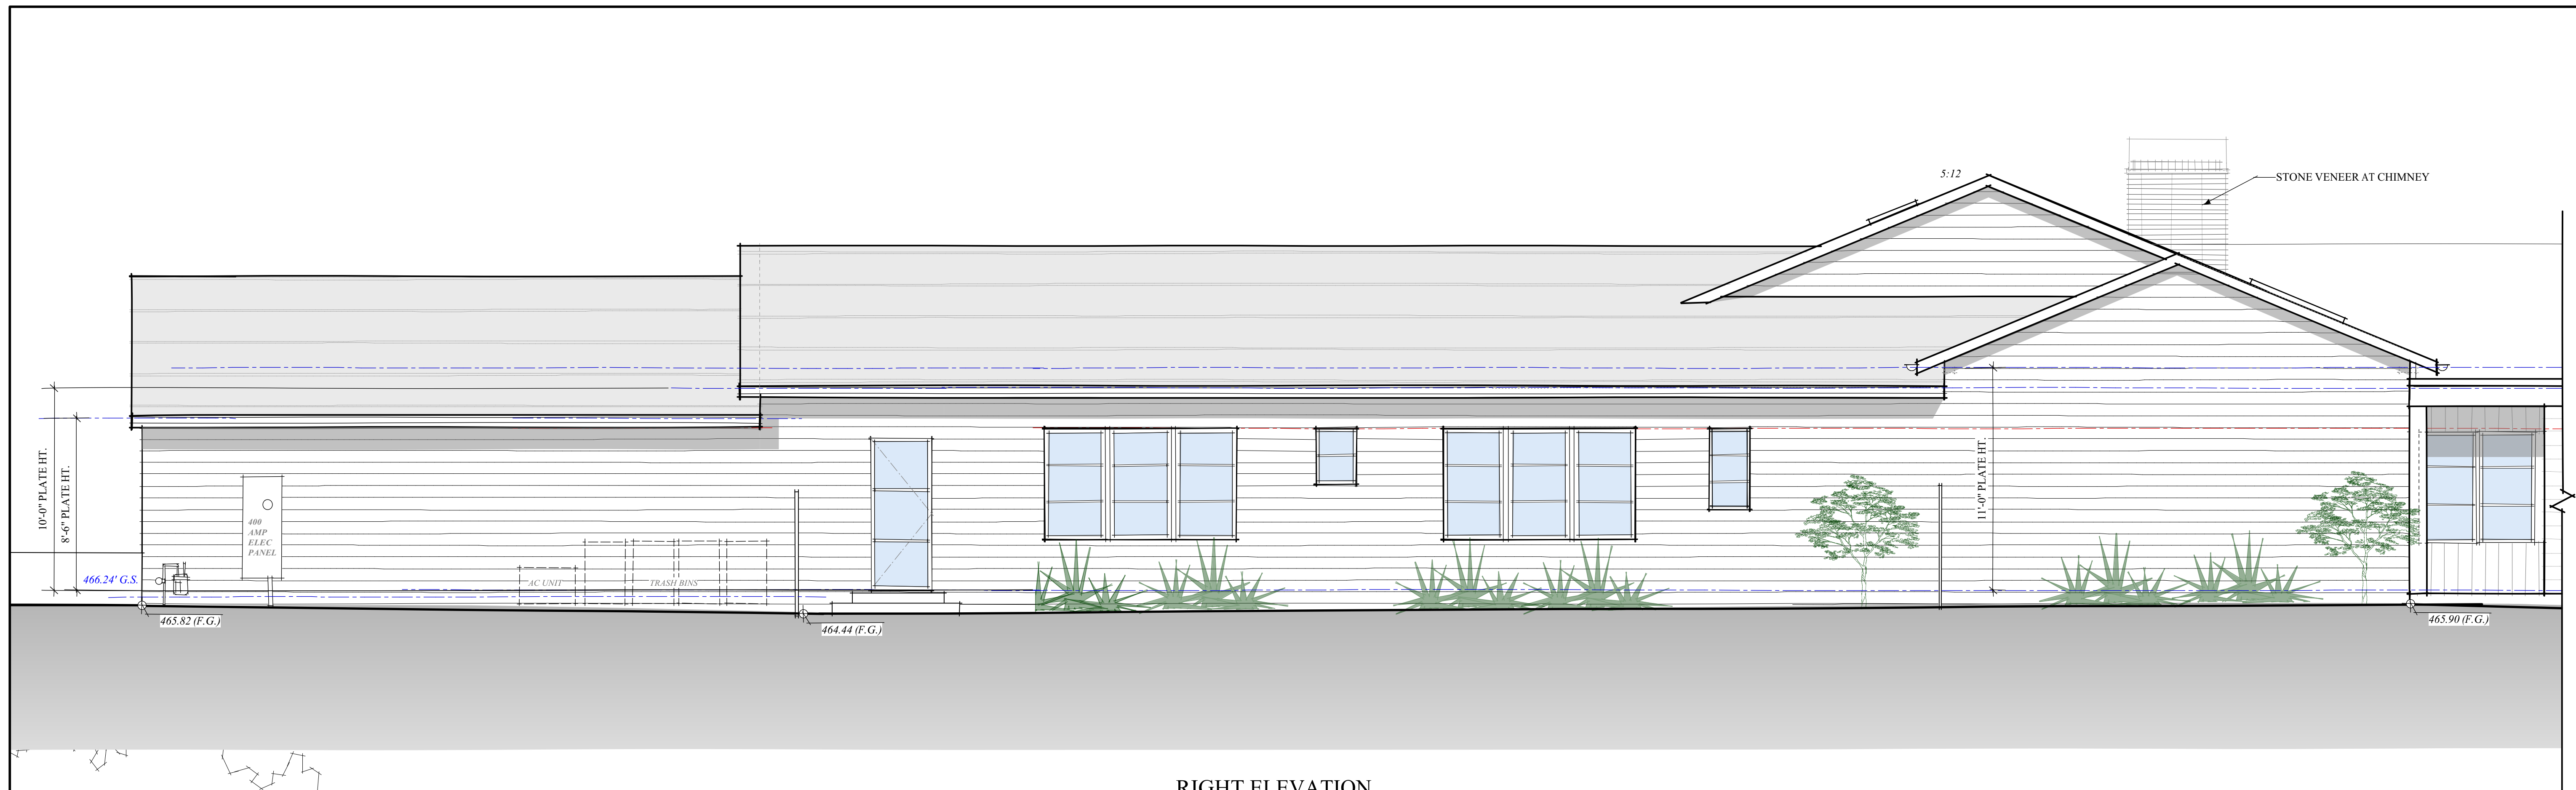 5:12
STONE VENEER AT CHIMNEY
10'-0" PLATE HT.
8'-6" PLATE HT.
11'-0" PLATE HT.
400
AMP
ELEC
PANEL
466.24' G.S.
AC UNIT
TRASH BINS
465.82 (F.G.)
464.44 (F.G.)
465.90 (F.G.)
RIGHT ELEVATION